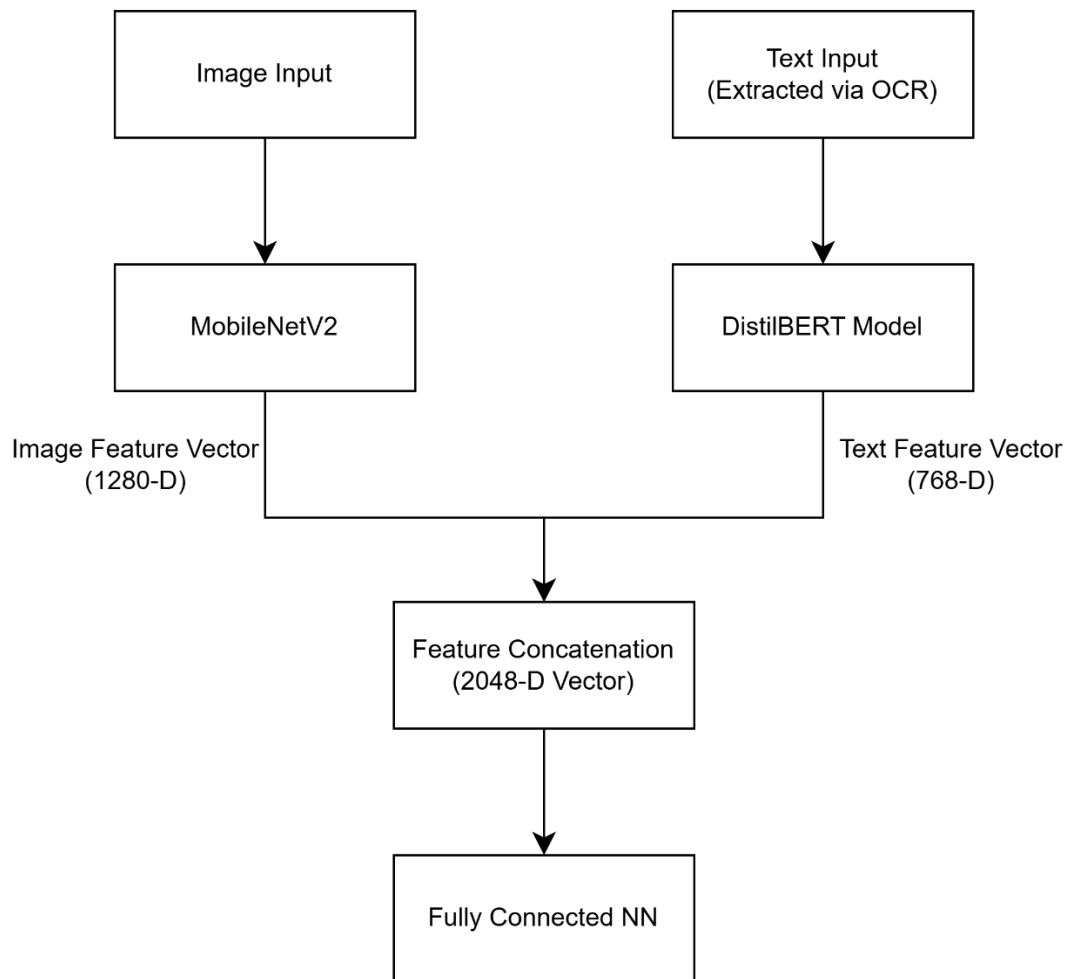 Image Input
Text Input
(Extracted via OCR)
MobileNetV2
DistilBERT Model
Image Feature Vector
(1280-D)
Text Feature Vector
(768-D)
Feature Concatenation
(2048-D Vector)
Fully Connected NN